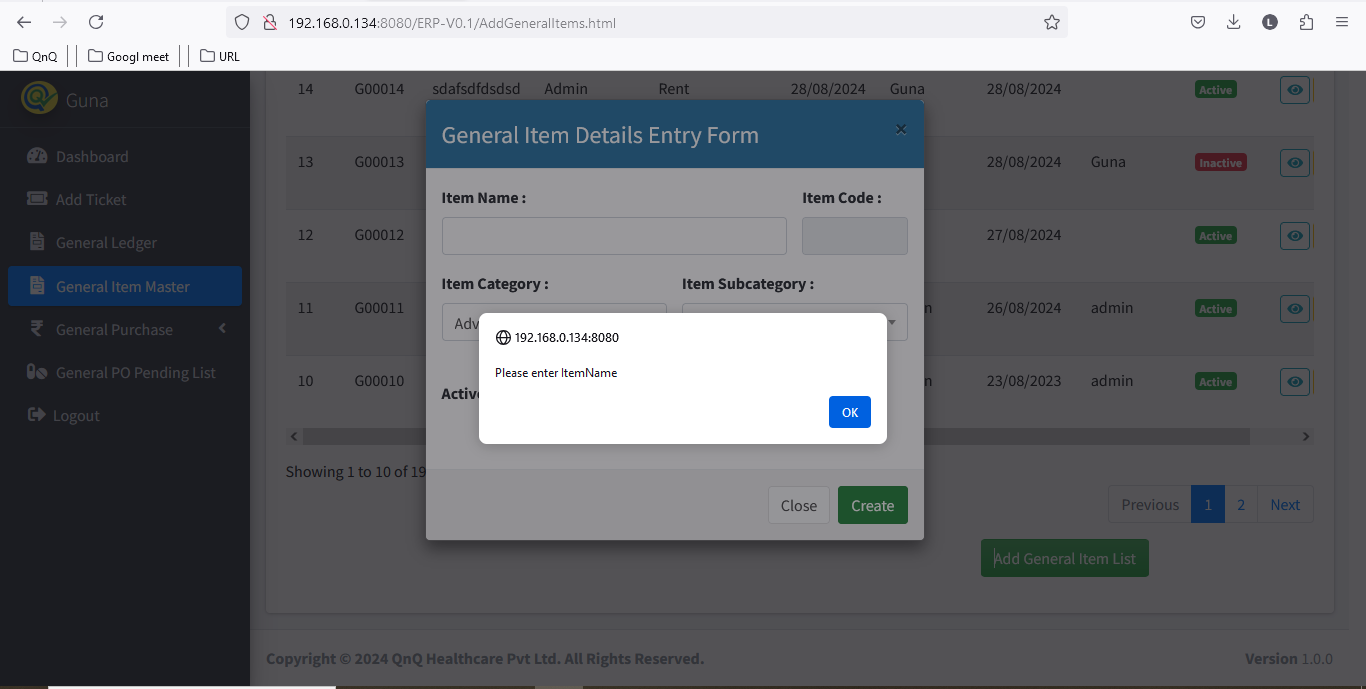 192.168.0.134:8080/ERP-V0.1/AddGeneralItems.html
L
QnQ
Googl meet
URL
Guna
Dashboard
Add Ticket
General Ledger
General Item Master
General Purchase
General PO Pending List
Logout
14 G00014 sdafsdfdsdsd Admin Rent 28/08/2024 Guna 28/08/2024 Active
13 G00013 28/08/2024 Guna Inactive
12 G00012 27/08/2024 Active
11 G00011 n 26/08/2024 admin Active
10 G00010 n 23/08/2023 admin Active
General Item Details Entry Form ×
Item Name : Item Code :
Item Category : Item Subcategory :
Adv
Active
192.168.0.134:8080
Please enter ItemName
OK
Close Create
Showing 1 to 10 of 19
Previous 1 2 Next
Add General Item List
Copyright © 2024 QnQ Healthcare Pvt Ltd. All Rights Reserved.
Version 1.0.0